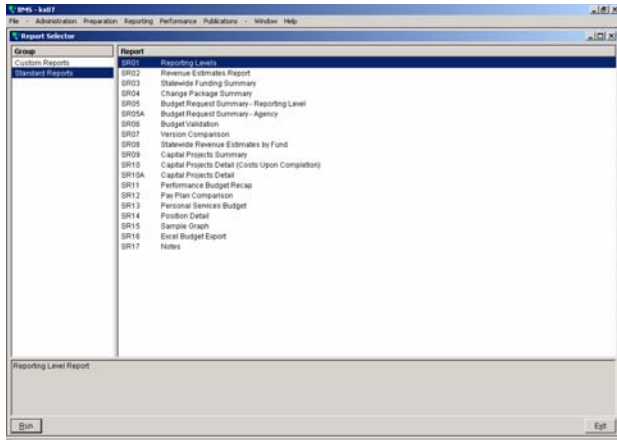 BMS - ks07
File - Administration Preparation Reporting Performance Publications - Window Help
Report Selector
Group Report
Custom Reports
Standard Reports
SR01 Reporting Levels
SR02 Revenue Estimates Report
SR03 Statewide Funding Summary
SR04 Change Package Summary
SR05 Budget Request Summary - Reporting Level
SR05A Budget Request Summary - Agency
SR06 Budget Validation
SR07 Version Comparison
SR08 Statewide Revenue Estimates by Fund
SR09 Capital Projects Summary
SR10 Capital Projects Detail (Costs Upon Completion)
SR10A Capital Projects Detail
SR11 Performance Budget Recap
SR12 Pay Plan Comparison
SR13 Personal Services Budget
SR14 Position Detail
SR15 Sample Graph
SR16 Excel Budget Export
SR17 Notes
Reporting Level Report
Run Exit